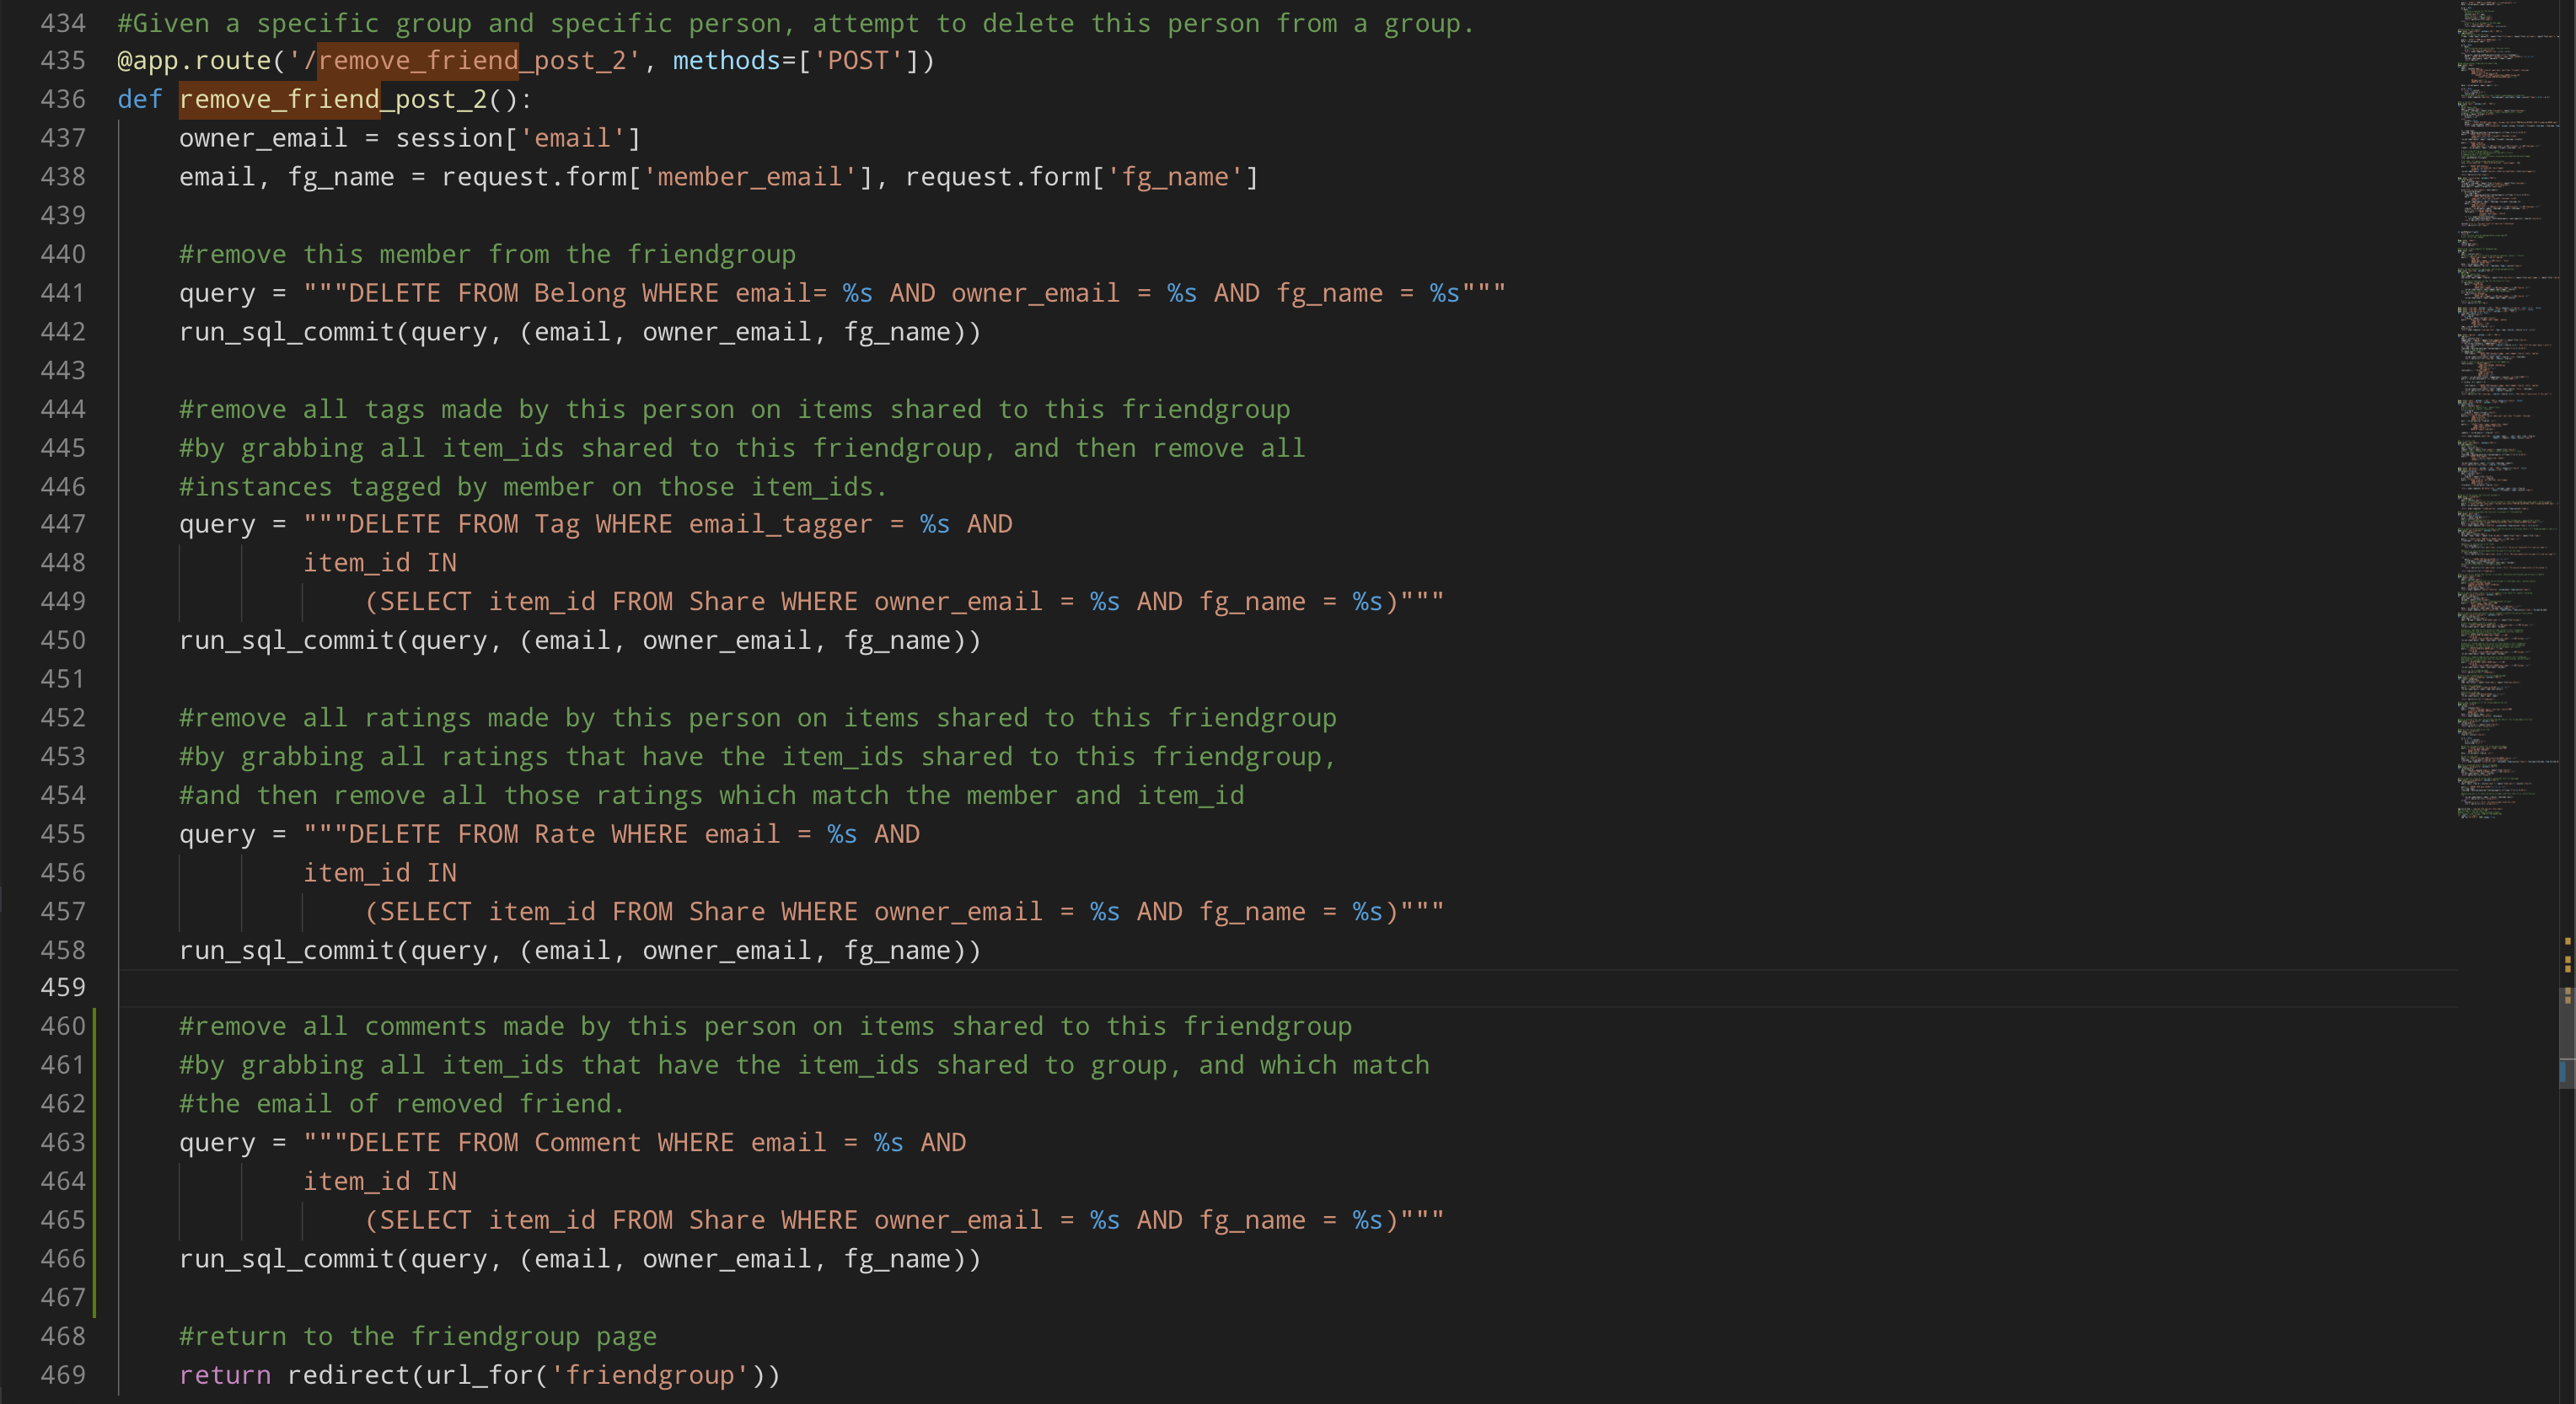 434 #Given a specific group and specific person, attempt to delete this person from a group.
435 @app.route('/remove_friend_post_2', methods=['POST'])
436 def remove_friend_post_2():
437     owner_email = session['email']
438     email, fg_name = request.form['member_email'], request.form['fg_name']
439
440     #remove this member from the friendgroup
441     query = """DELETE FROM Belong WHERE email= %s AND owner_email = %s AND fg_name = %s"""
442     run_sql_commit(query, (email, owner_email, fg_name))
443
444     #remove all tags made by this person on items shared to this friendgroup
445     #by grabbing all item_ids shared to this friendgroup, and then remove all
446     #instances tagged by member on those item_ids.
447     query = """DELETE FROM Tag WHERE email_tagger = %s AND
448             item_id IN
449                 (SELECT item_id FROM Share WHERE owner_email = %s AND fg_name = %s)"""
450     run_sql_commit(query, (email, owner_email, fg_name))
451
452     #remove all ratings made by this person on items shared to this friendgroup
453     #by grabbing all ratings that have the item_ids shared to this friendgroup,
454     #and then remove all those ratings which match the member and item_id
455     query = """DELETE FROM Rate WHERE email = %s AND
456             item_id IN
457                 (SELECT item_id FROM Share WHERE owner_email = %s AND fg_name = %s)"""
458     run_sql_commit(query, (email, owner_email, fg_name))
459
460     #remove all comments made by this person on items shared to this friendgroup
461     #by grabbing all item_ids that have the item_ids shared to group, and which match
462     #the email of removed friend.
463     query = """DELETE FROM Comment WHERE email = %s AND
464             item_id IN
465                 (SELECT item_id FROM Share WHERE owner_email = %s AND fg_name = %s)"""
466     run_sql_commit(query, (email, owner_email, fg_name))
467
468     #return to the friendgroup page
469     return redirect(url_for('friendgroup'))